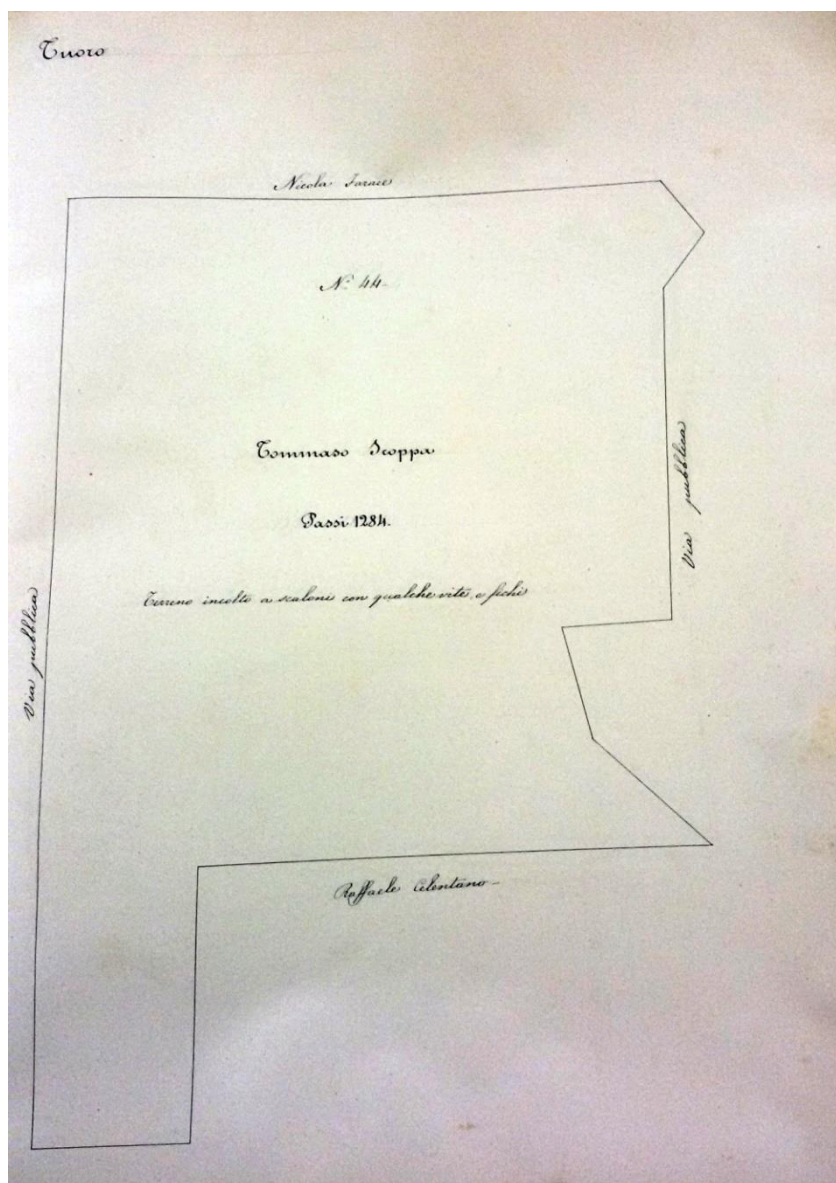 Tuoro
Nicola Farace
N.º 44
Tommaso Scoppa
Passi 1284.
Terreno incolto a scaloni con qualche vite, e fichi
Via pubblica
Via pubblica
Raffaele Celentano